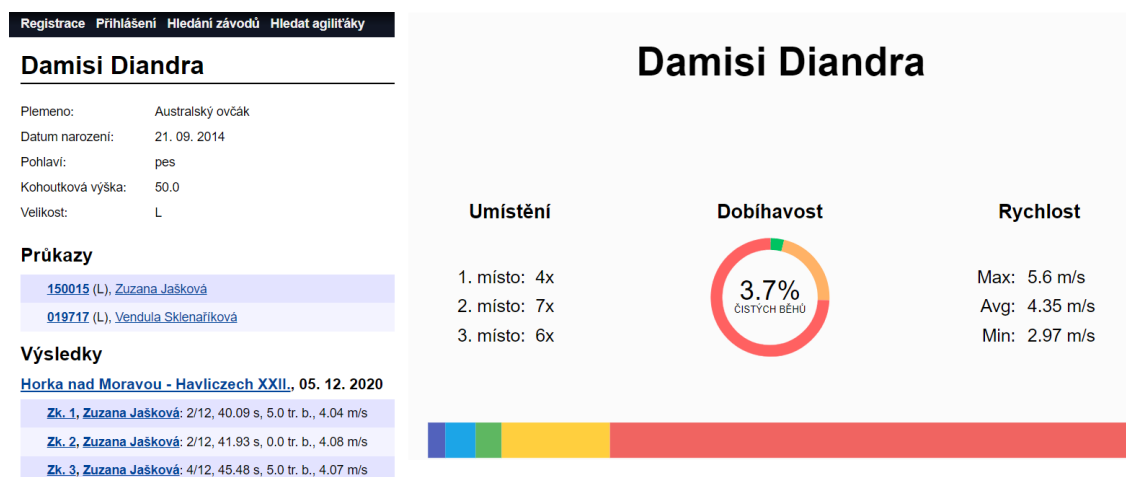 Registrace Přihlášení Hledání závodů Hledat agiliťáky
Damisi Diandra
Plemeno: Australský ovčák
Datum narození: 21. 09. 2014
Pohlaví: pes
Kohoutková výška: 50.0
Velikost: L
Průkazy
150015 (L), Zuzana Jašková
019717 (L), Vendula Sklenaříková
Výsledky
Horka nad Moravou - Havliczech XXII., 05. 12. 2020
Zk. 1, Zuzana Jašková: 2/12, 40.09 s, 5.0 tr. b., 4.04 m/s
Zk. 2, Zuzana Jašková: 2/12, 41.93 s, 0.0 tr. b., 4.08 m/s
Zk. 3, Zuzana Jašková: 4/12, 45.48 s, 5.0 tr. b., 4.07 m/s
Damisi Diandra
Umístění
1. místo: 4x
2. místo: 7x
3. místo: 6x
Dobíhavost
3.7%
ČISTÝCH BĚHŮ
Rychlost
Max: 5.6 m/s
Avg: 4.35 m/s
Min: 2.97 m/s